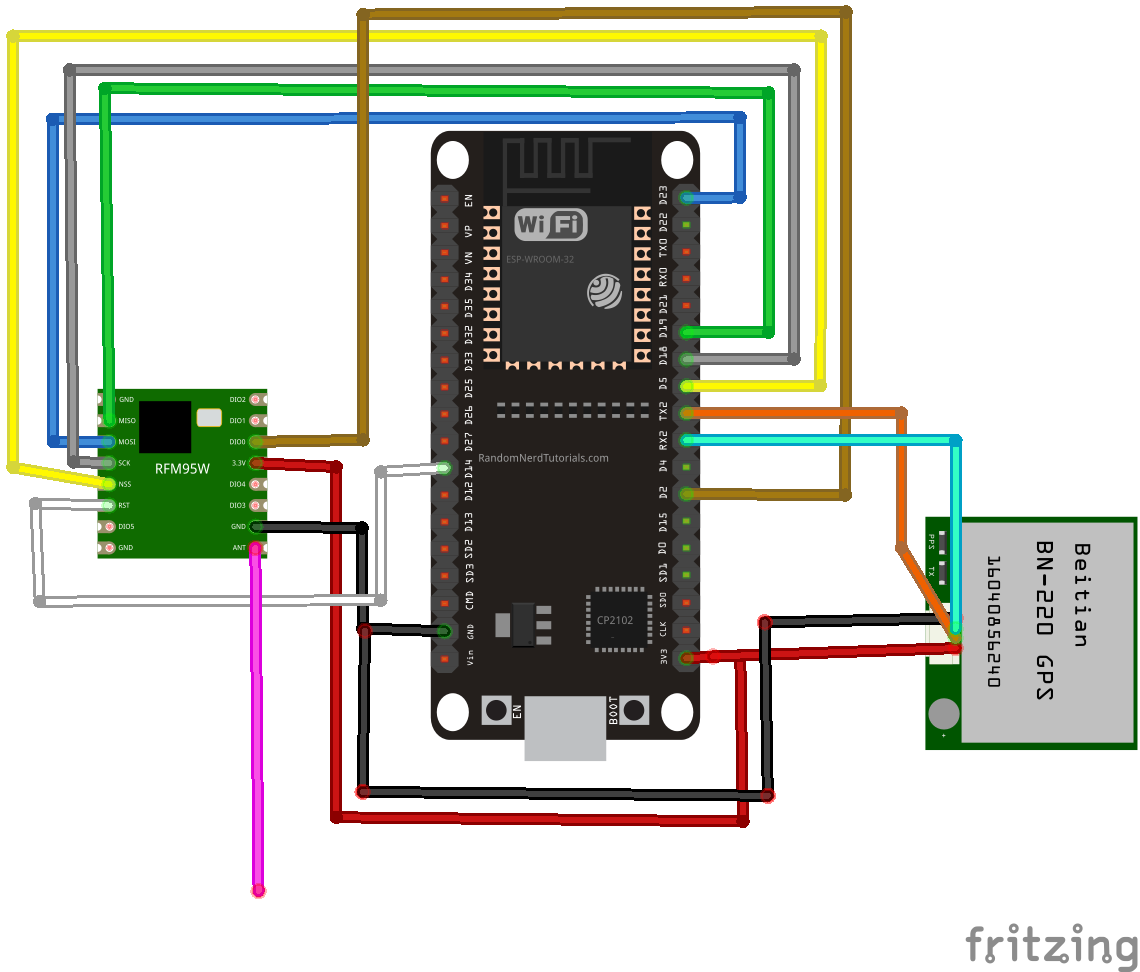 GND
MISO
MOSI
SCK
NSS
RST
DIO5
GND
DIO2
DIO1
DIO0
3.3V
DIO4
DIO3
GND
ANT
RFM95W
EN
VP
VN
D34
D35
D32
D33
D25
D26
D27
D14
D12
D13
SD2
SD3
CMD
GND
Vin
WiFi
ESP-WROOM-32
RandomNerdTutorials.com
CP2102
EN
BOOT
D23
D22
TX0
RX0
D21
D19
D18
D5
TX2
RX2
D4
D2
D15
D0
SD1
SD0
CLK
3V3
PPS
TX
+
Beitian
BN-220 GPS
16040856240
fritzing